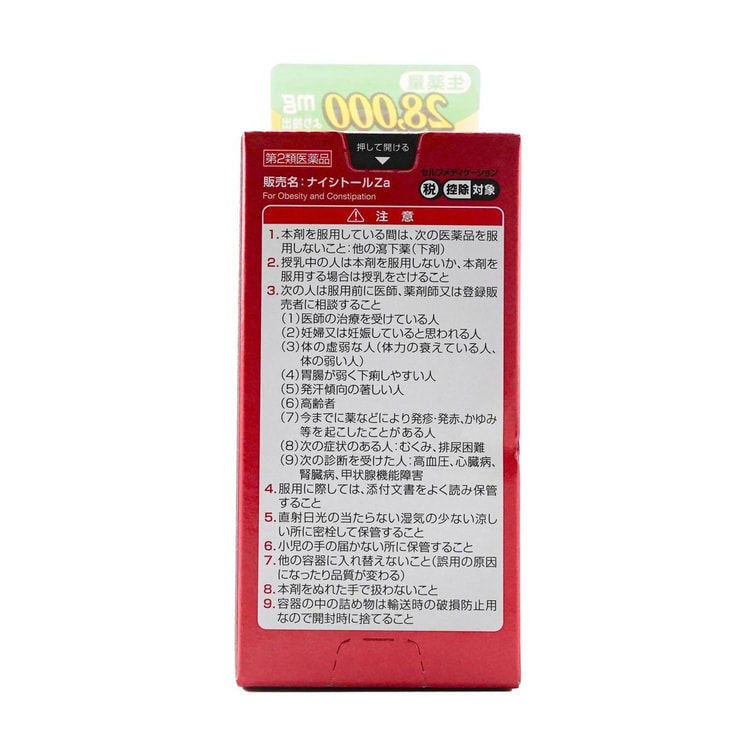 生薬量
28,000
mg
より抽出
押して開ける
第2類医薬品
販売名：ナイシトールZa
For Obesity and Constipation
セルフメディケーション
税 控除 対象
注意
1. 本剤を服用している間は、次の医薬品を服
用しないこと：他の瀉下薬（下剤）
2. 授乳中の人は本剤を服用しないか、本剤を
服用する場合は授乳をさけること
3. 次の人は服用前に医師、薬剤師又は登録販
売者に相談すること
（1）医師の治療を受けている人
（2）妊婦又は妊娠していると思われる人
（3）体の虚弱な人（体力の衰えている人、
体の弱い人）
（4）胃腸が弱く下痢しやすい人
（5）発汗傾向の著しい人
（6）高齢者
（7）今までに薬などにより発疹・発赤、かゆみ
等を起こしたことがある人
（8）次の症状のある人：むくみ、排尿困難
（9）次の診断を受けた人：高血圧、心臓病、
腎臓病、甲状腺機能障害
4. 服用に際しては、添付文書をよく読み保管
すること
5. 直射日光の当たらない湿気の少ない涼し
い所に密栓して保管すること
6. 小児の手の届かない所に保管すること
7. 他の容器に入れ替えないこと（誤用の原因
になったり品質が変わる）
8. 本剤をぬれた手で扱わないこと
9. 容器の中の詰め物は輸送時の破損防止用
なので開封時に捨てること